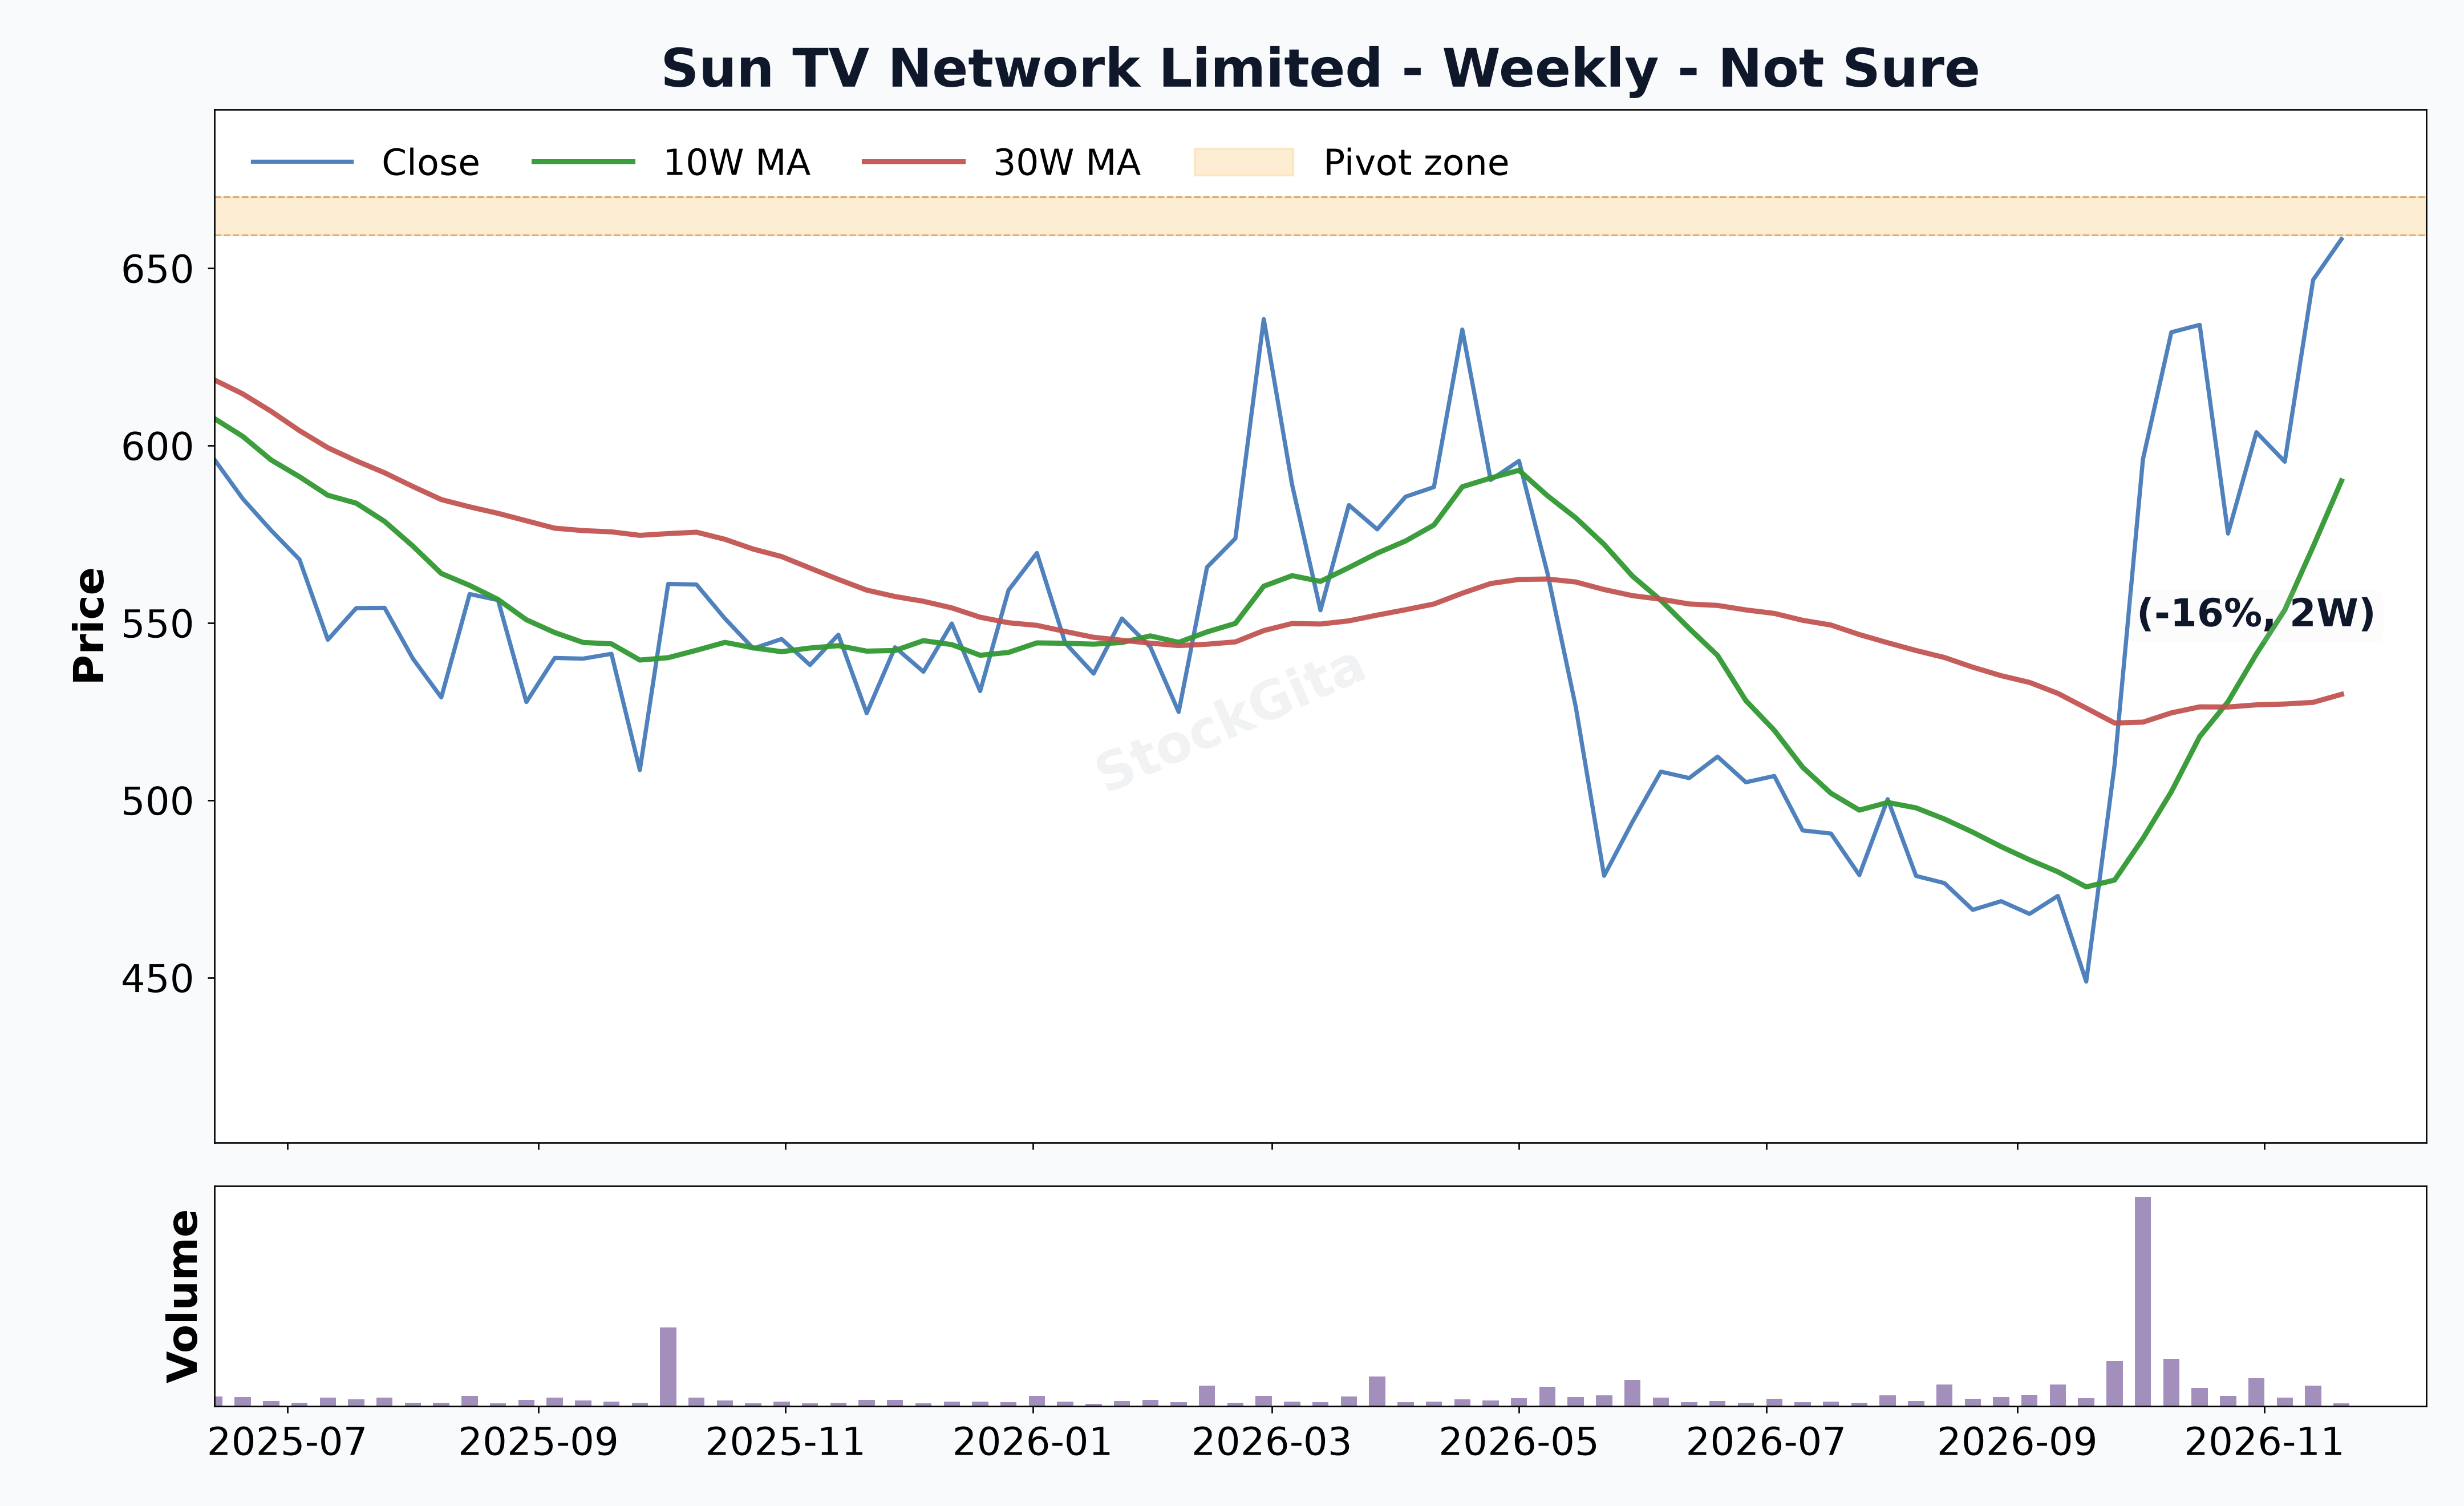 Sun TV Network Limited - Weekly - Not Sure
Close 10W MA 30W MA Pivot zone
650
600
550
500
450
Price
(-16%, 2W)
StockGita
Volume
2025-07 2025-09 2025-11 2026-01 2026-03 2026-05 2026-07 2026-09 2026-11